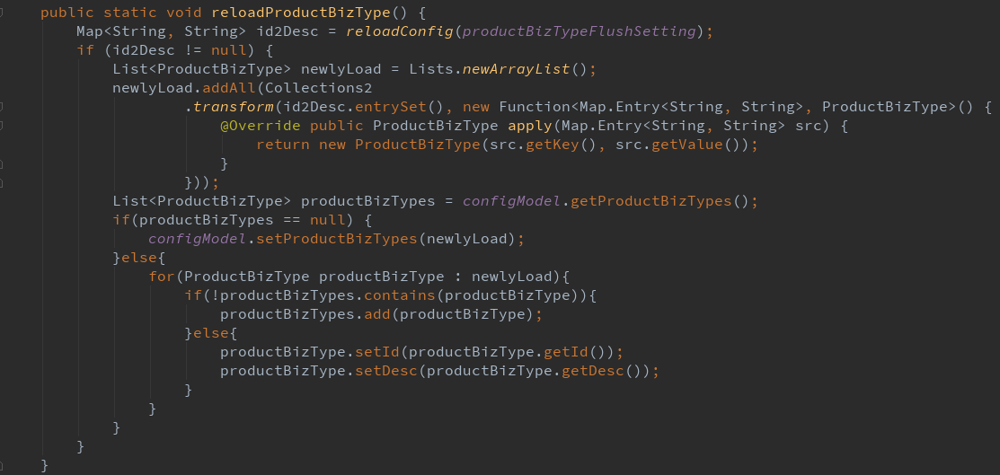 public static void reloadProductBizType() {
    Map<String, String> id2Desc = reloadConfig(productBizTypeFlushSetting);
    if (id2Desc != null) {
        List<ProductBizType> newlyLoad = Lists.newArrayList();
        newlyLoad.addAll(Collections2
                .transform(id2Desc.entrySet(), new Function<Map.Entry<String, String>, ProductBizType>() {
                    @Override public ProductBizType apply(Map.Entry<String, String> src) {
                        return new ProductBizType(src.getKey(), src.getValue());
                    }
                }));
        List<ProductBizType> productBizTypes = configModel.getProductBizTypes();
        if(productBizTypes == null) {
            configModel.setProductBizTypes(newlyLoad);
        }else{
            for(ProductBizType productBizType : newlyLoad){
                if(!productBizTypes.contains(productBizType)){
                    productBizTypes.add(productBizType);
                }else{
                    productBizType.setId(productBizType.getId());
                    productBizType.setDesc(productBizType.getDesc());
                }
            }
        }
    }
}